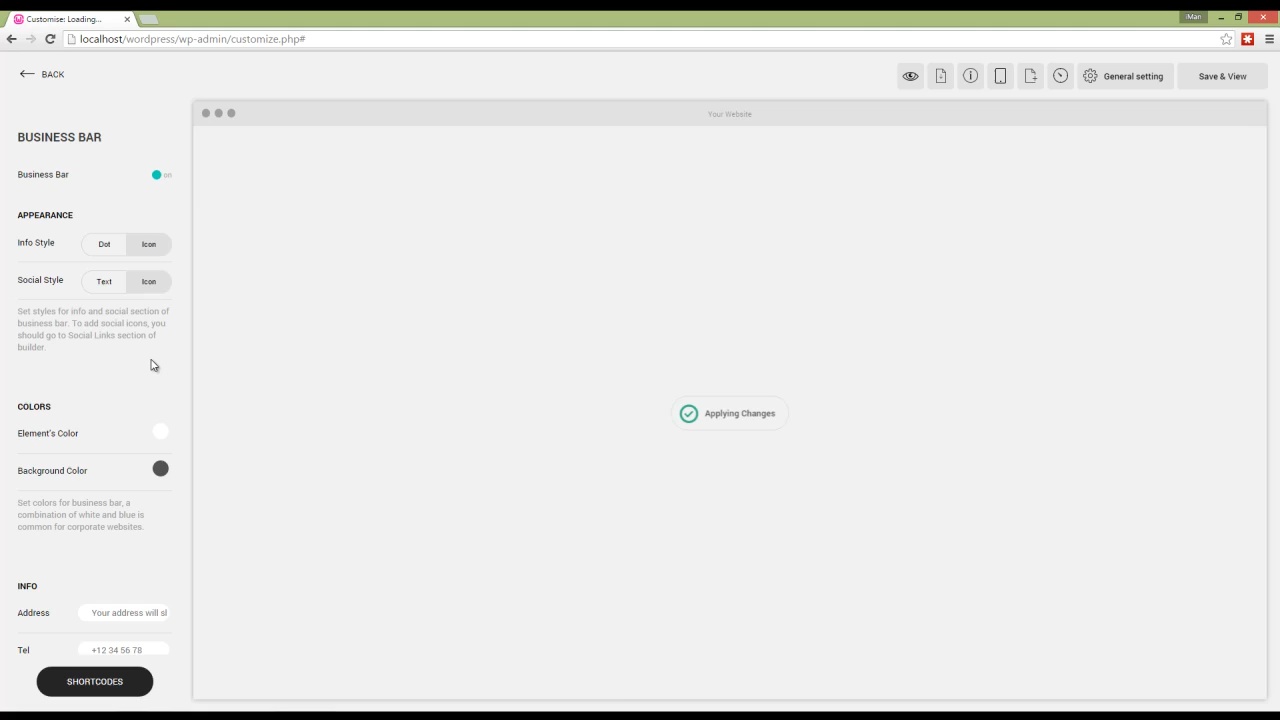 Customise: Loading...
iMan
localhost/wordpress/wp-admin/customize.php#
BACK
General setting
Save & View
Your Website
BUSINESS BAR
Business Bar
on
APPEARANCE
Info Style
Dot
Icon
Social Style
Text
Icon
Set styles for info and social section of
business bar. To add social icons, you
should go to Social Links section of
builder.
Applying Changes
COLORS
Element's Color
Background Color
Set colors for business bar, a
combination of white and blue is
common for corporate websites.
INFO
Address
Your address will sh
Tel
+12 34 56 78
SHORTCODES